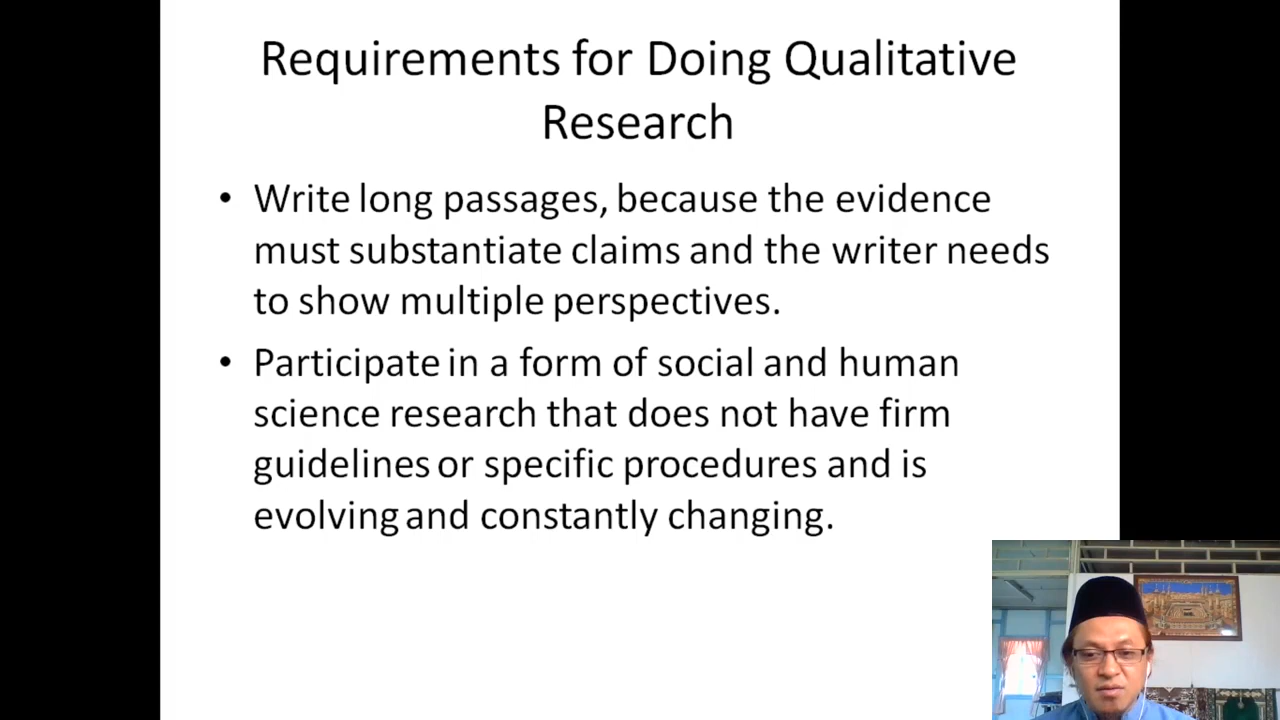 Requirements for Doing Qualitative
Research
• Write long passages, because the evidence
must substantiate claims and the writer needs
to show multiple perspectives.
• Participate in a form of social and human
science research that does not have firm
guidelines or specific procedures and is
evolving and constantly changing.